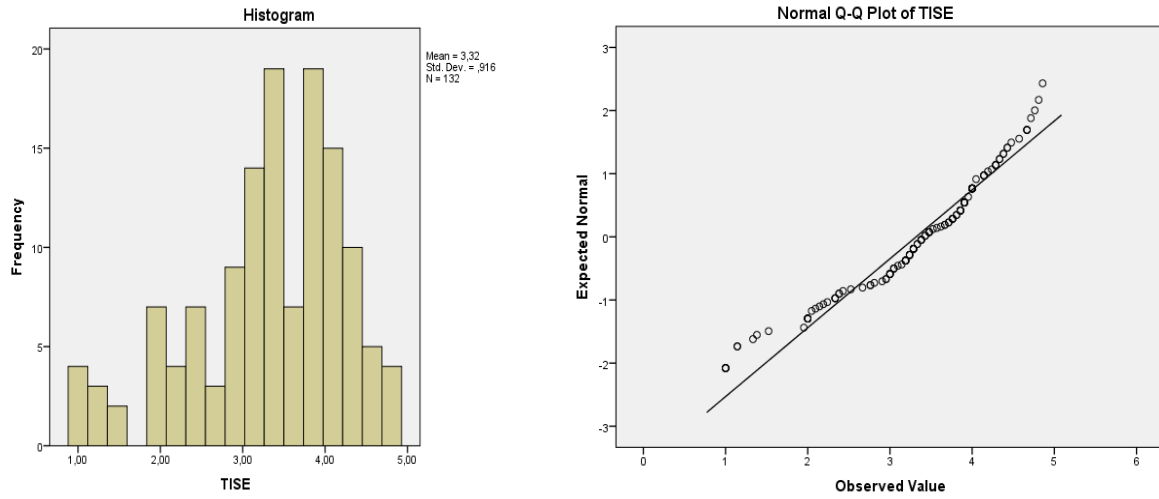 Histogram
Mean = 3,32
Std. Dev. = ,916
N = 132
20
15
10
5
0
Frequency
1,00 2,00 3,00 4,00 5,00
TISE
Normal Q-Q Plot of TISE
3
2
1
0
-1
-2
-3
Expected Normal
0 1 2 3 4 5 6
Observed Value